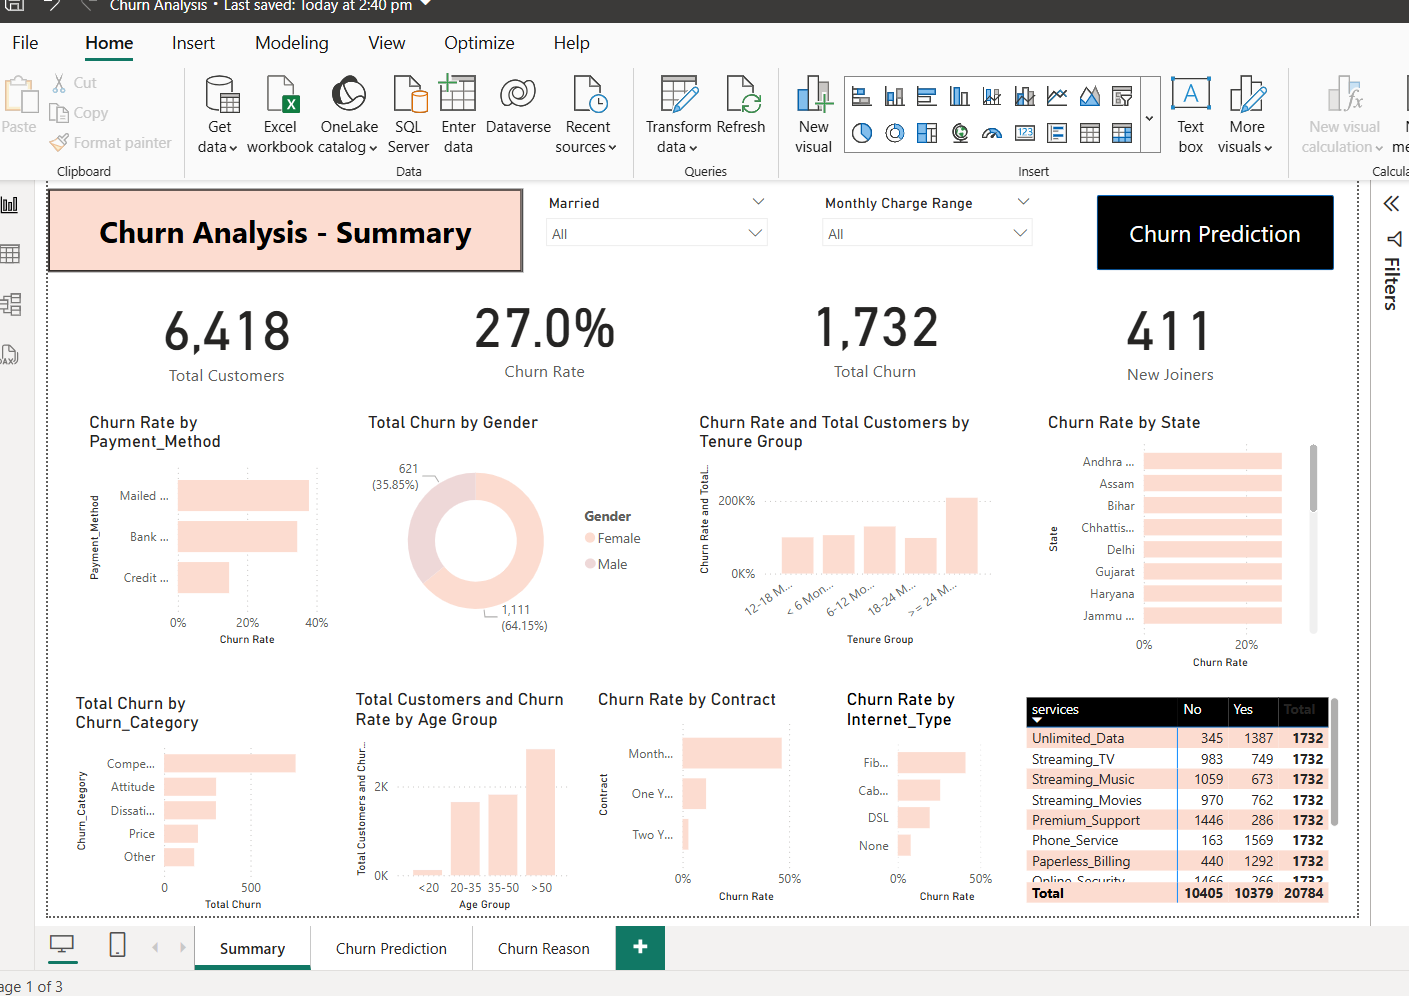 Churn Analysis • Last saved: Today at 2:40 pm
File Home Insert Modeling View Optimize Help
Paste
Cut
Copy
Format painter
Clipboard
Get data
Excel workbook
OneLake catalog
SQL Server
Enter data
Dataverse
Recent sources
Data
Transform data
Refresh
Queries
New visual
Text box
More visuals
Insert
New visual calculation
Calcula
Churn Analysis - Summary
Married
All
Monthly Charge Range
All
Churn Prediction
Filters
6,418
Total Customers
27.0%
Churn Rate
1,732
Total Churn
411
New Joiners
Churn Rate by
Payment_Method
Payment_Method
Mailed ...
Bank ...
Credit ...
0% 20% 40%
Churn Rate
Total Churn by Gender
621
(35.85%)
1,111
(64.15%)
Gender
Female
Male
Churn Rate and Total Customers by
Tenure Group
Churn Rate and Total...
200K%
0K%
12-18 M...
< 6 Mon...
6-12 Mo...
18-24 M...
>= 24 M...
Tenure Group
Churn Rate by State
State
Andhra ...
Assam
Bihar
Chhattis...
Delhi
Gujarat
Haryana
Jammu ...
0% 20%
Churn Rate
Total Churn by
Churn_Category
Churn_Category
Compe...
Attitude
Dissati...
Price
Other
0 500
Total Churn
Total Customers and Churn
Rate by Age Group
Total Customers and Chur...
2K
0K
<20 20-35 35-50 >50
Age Group
Churn Rate by Contract
Contract
Month...
One Y...
Two Y...
0% 50%
Churn Rate
Churn Rate by
Internet_Type
Fib...
Cab...
DSL
None
0% 50%
Churn Rate
services No Yes Total
Unlimited_Data 345 1387 1732
Streaming_TV 983 749 1732
Streaming_Music 1059 673 1732
Streaming_Movies 970 762 1732
Premium_Support 1446 286 1732
Phone_Service 163 1569 1732
Paperless_Billing 440 1292 1732
Online_Security 1466 266 1732
Total 10405 10379 20784
Summary Churn Prediction Churn Reason
age 1 of 3